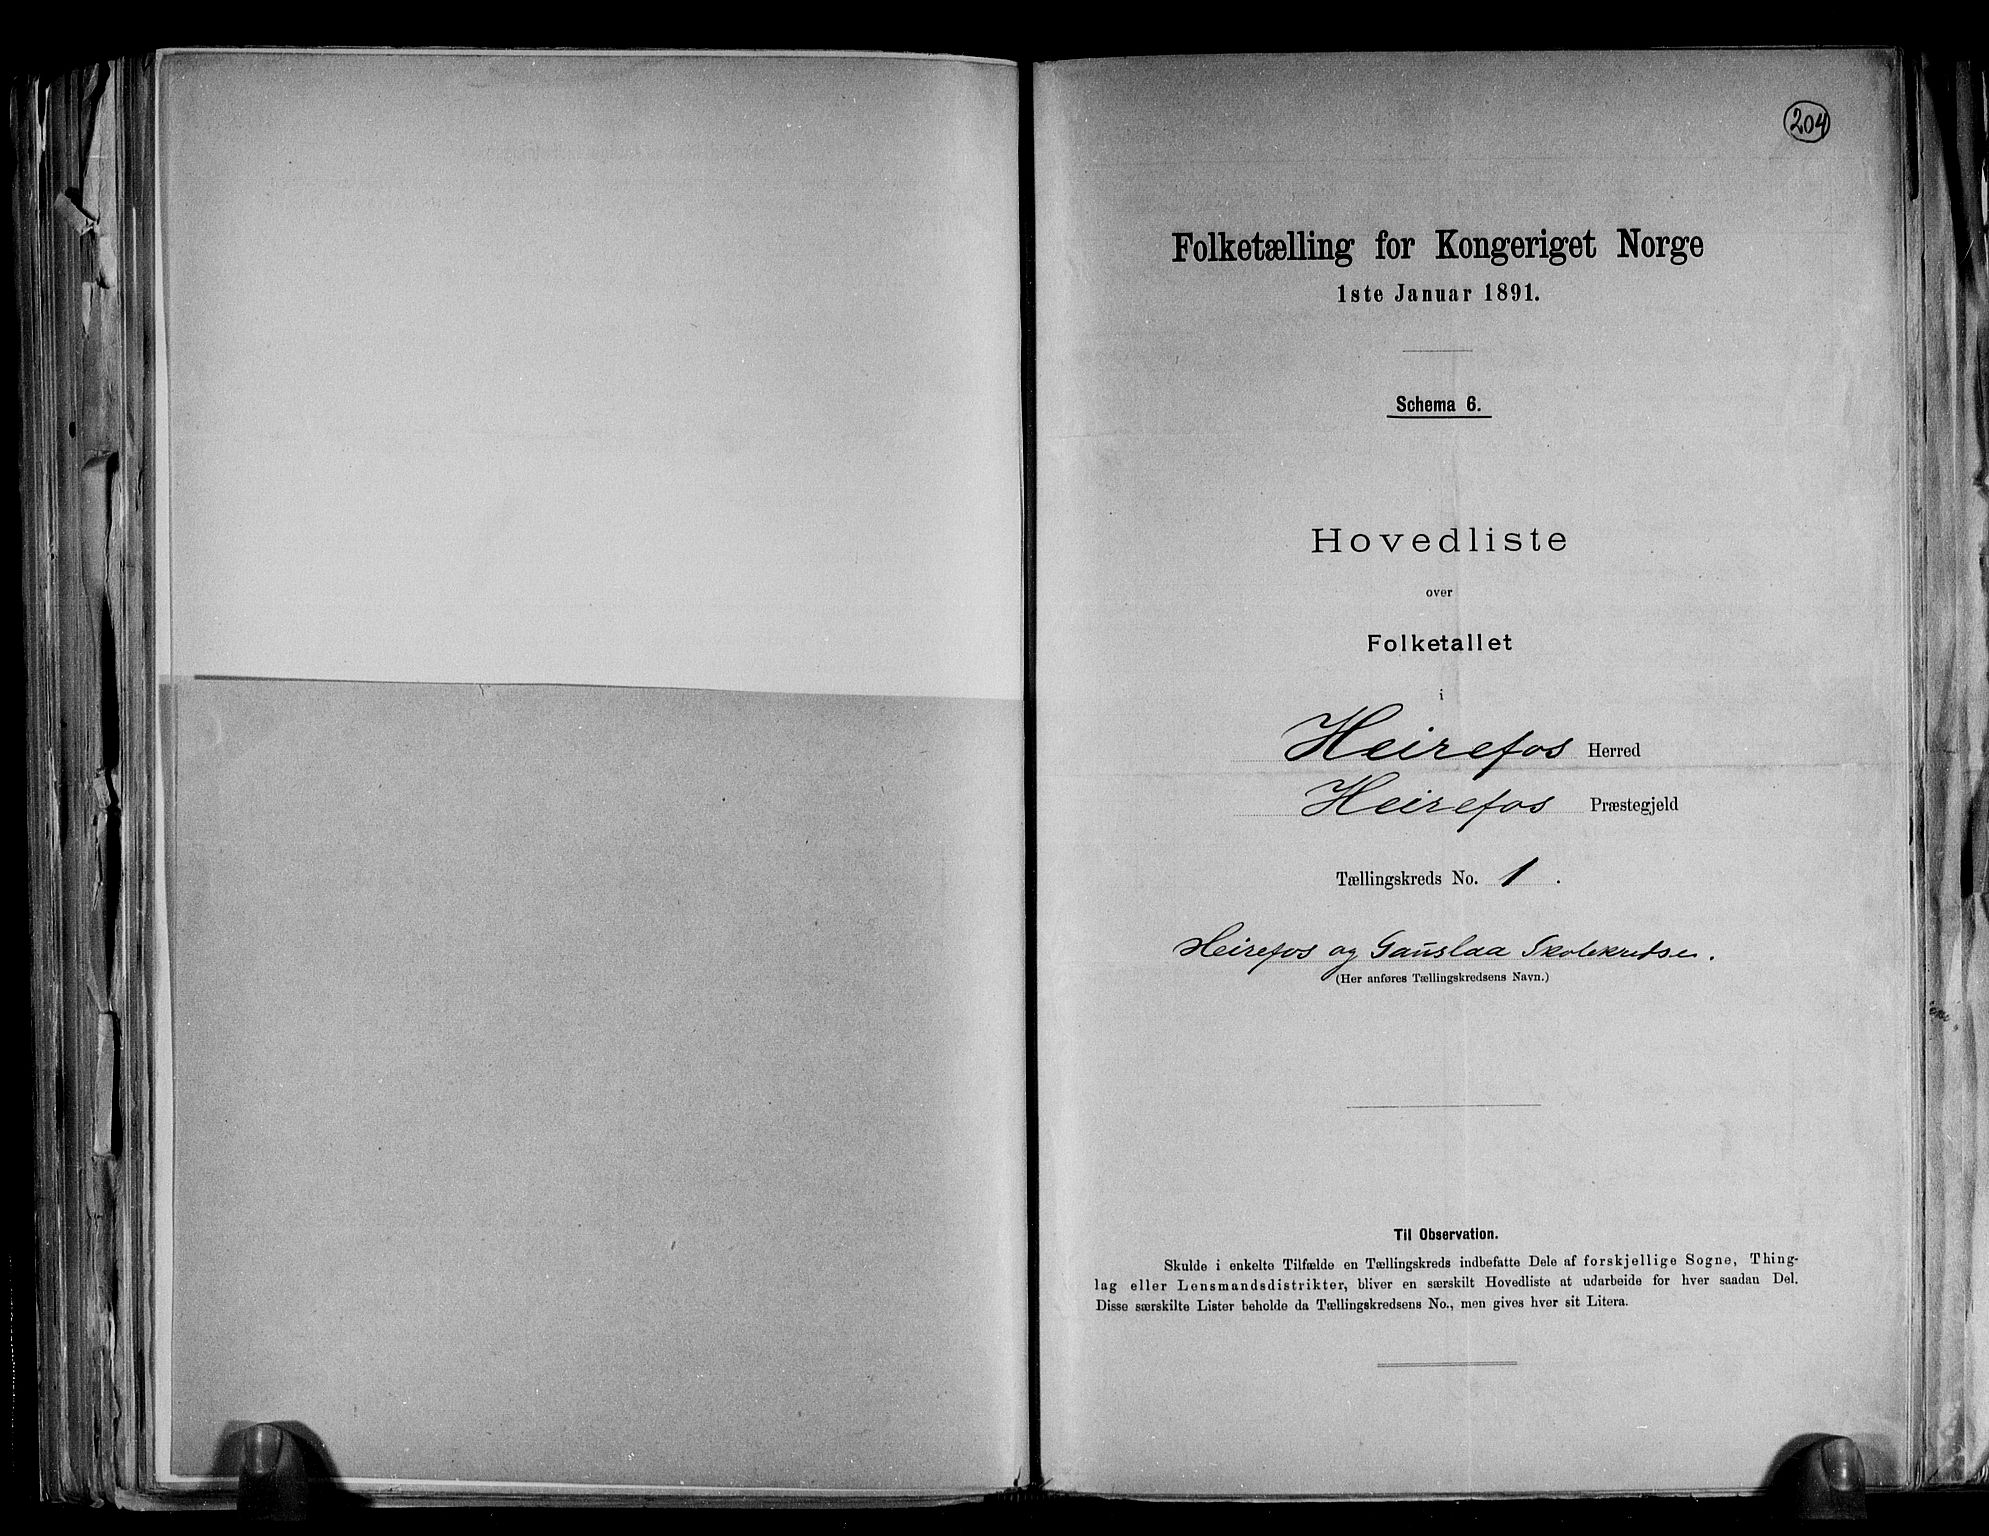 204
Folketælling for Kongeriget Norge
1ste Januar 1891.
Schema 6.
Hovedliste
over
Folketallet
i
Heirefos Herred
Heirefos Præstegjeld
Tællingskreds No. 1.
Heirefos og Gauslaa Skolekredse.
(Her anføres Tællingskredsens Navn.)
Til Observation.
Skulde i enkelte Tilfælde en Tællingskreds indbefatte Dele af forskjellige Sogne, Thing-
lag eller Lensmandsdistrikter, bliver en særskilt Hovedliste at udarbeide for hver saadan Del.
Disse særskilte Lister beholde da Tællingskredsens No., men gives hver sit Litera.